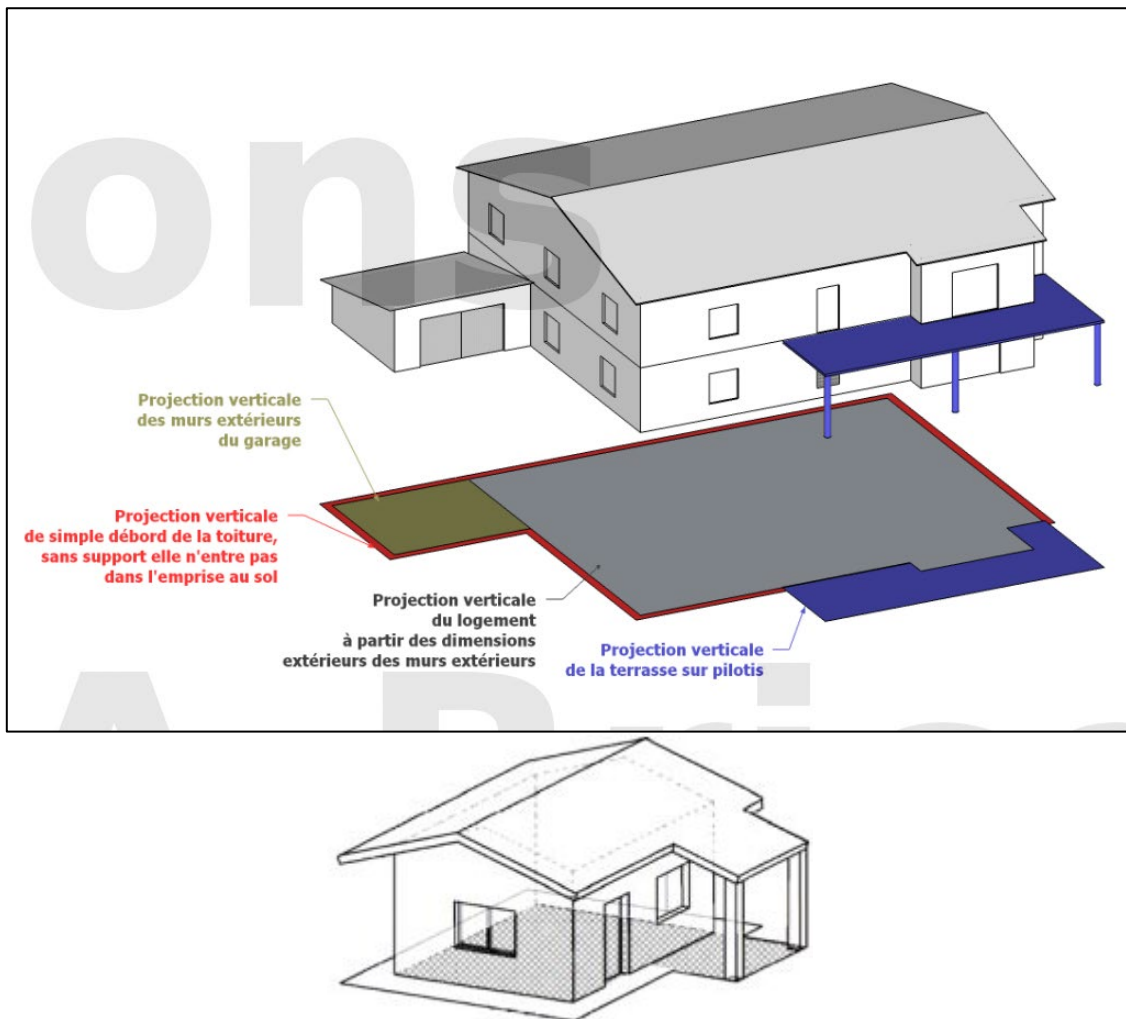 ons
Projection verticale
des murs extérieurs
du garage
Projection verticale
de simple débord de la toiture,
sans support elle n'entre pas
dans l'emprise au sol
Projection verticale
du logement
à partir des dimensions
extérieurs des murs extérieurs
Projection verticale
de la terrasse sur pilotis